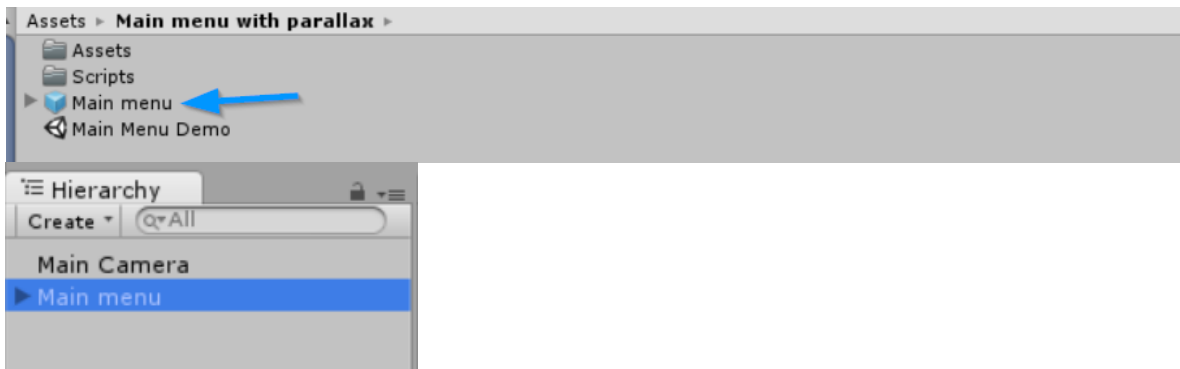 Assets ▸ Main menu with parallax ▸
Assets
Scripts
Main menu
Main Menu Demo
Hierarchy
Create All
Main Camera
Main menu